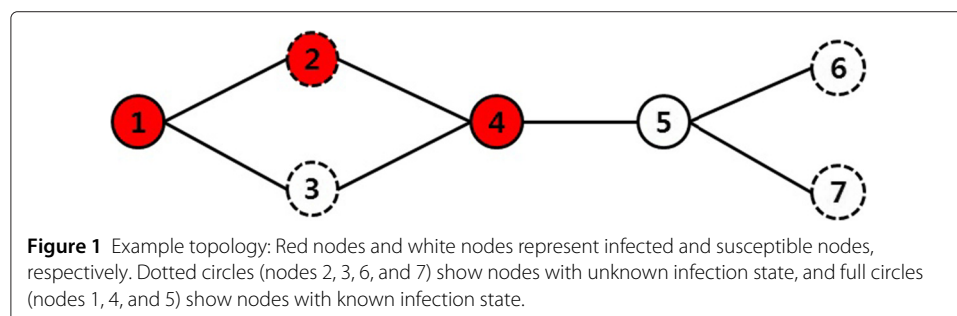 2
6
1
4
5
3
7
Figure 1 Example topology: Red nodes and white nodes represent infected and susceptible nodes,
respectively. Dotted circles (nodes 2, 3, 6, and 7) show nodes with unknown infection state, and full circles
(nodes 1, 4, and 5) show nodes with known infection state.